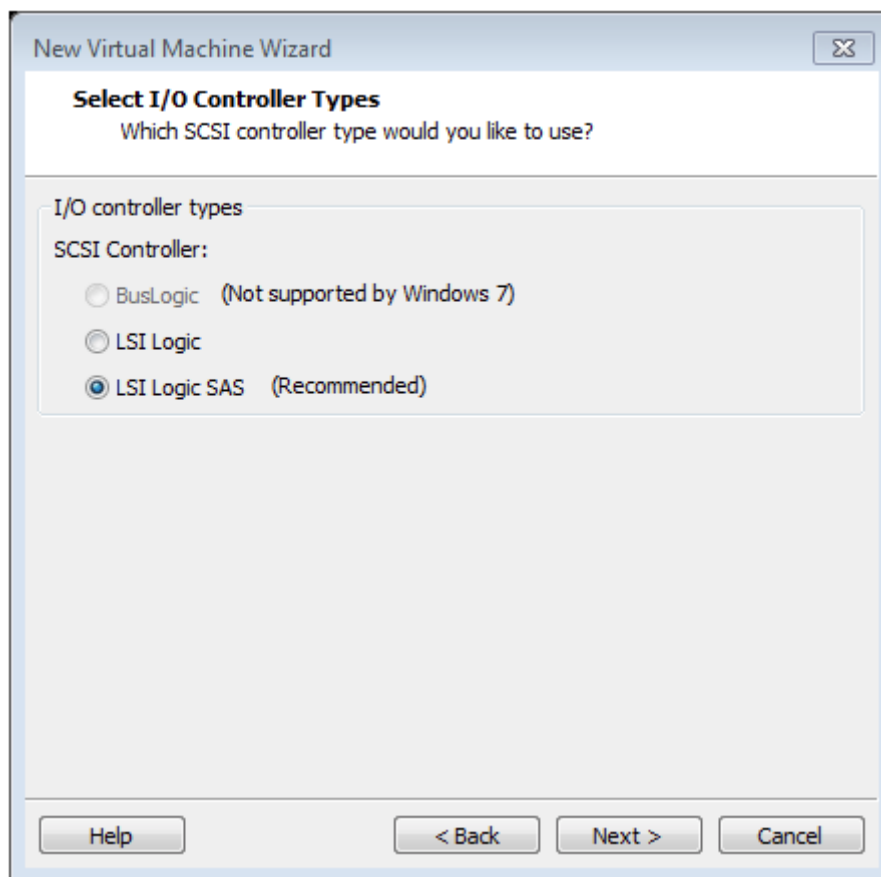 New Virtual Machine Wizard
Select I/O Controller Types
Which SCSI controller type would you like to use?
I/O controller types
SCSI Controller:
BusLogic (Not supported by Windows 7)
LSI Logic
LSI Logic SAS (Recommended)
Help < Back Next > Cancel